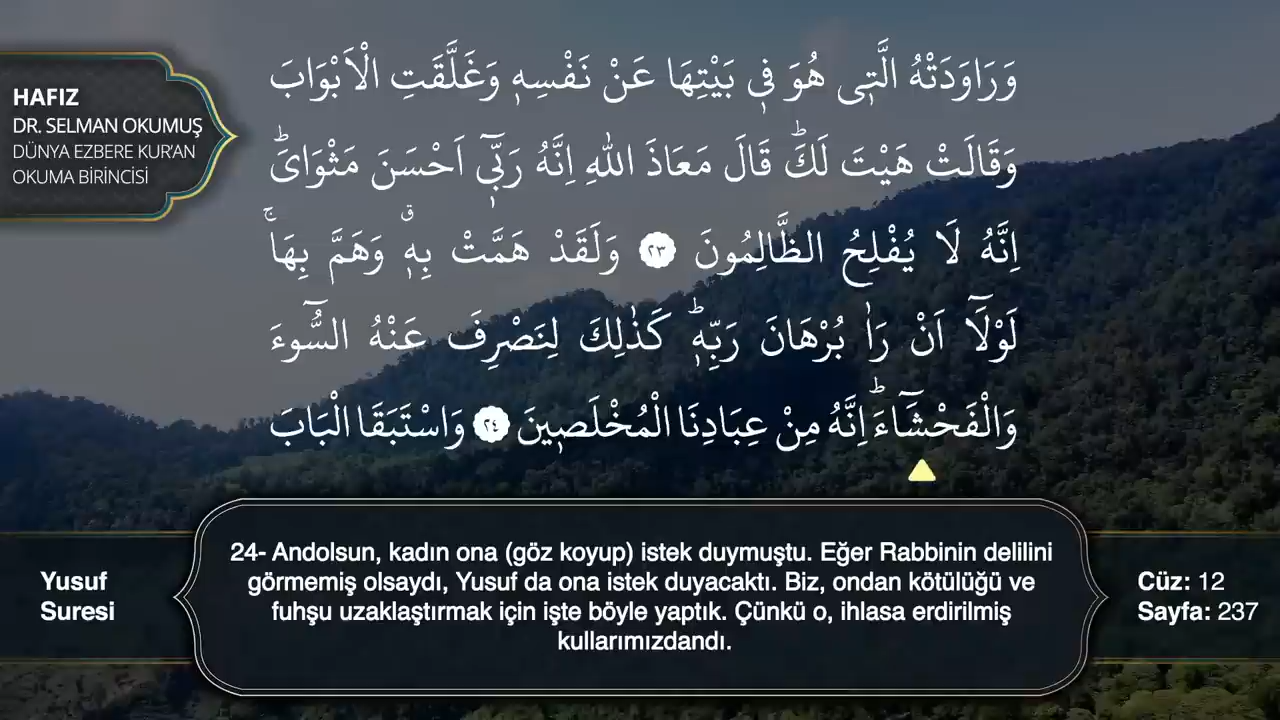 HAFIZ
DR. SELMAN OKUMUŞ
DÜNYA EZBERE KUR'AN
OKUMA BİRİNCİSİ
وَرَاوَدَتْهُ الَّت۪ى هُوَ ف۪ى بَيْتِهَا عَنْ نَفْسِه۪ وَغَلَّقَتِ الْاَبْوَابَ
وَقَالَتْ هَيْتَ لَكَۜ قَالَ مَعَاذَ اللّٰهِ اِنَّهُ رَبّ۪ٓى اَحْسَنَ مَثْوَاىَۜ
اِنَّهُ لَا يُفْلِحُ الظَّالِمُونَ ﴿٢٣﴾ وَلَقَدْ هَمَّتْ بِه۪ۗ وَهَمَّ بِهَاۚ
لَوْلَٓا اَنْ رَاٰ بُرْهَانَ رَبِّه۪ۜ كَذٰلِكَ لِنَصْرِفَ عَنْهُ السُّٓوءَ
وَالْفَحْشَٓاءَۜ اِنَّهُ مِنْ عِبَادِنَا الْمُخْلَص۪ينَ ﴿٢٤﴾ وَاسْتَبَقَا الْبَابَ
Yusuf
Suresi
24- Andolsun, kadın ona (göz koyup) istek duymuştu. Eğer Rabbinin delilini
görmemiş olsaydı, Yusuf da ona istek duyacaktı. Biz, ondan kötülüğü ve
fuhşu uzaklaştırmak için işte böyle yaptık. Çünkü o, ihlasa erdirilmiş
kullarımızdandı.
Cüz: 12
Sayfa: 237